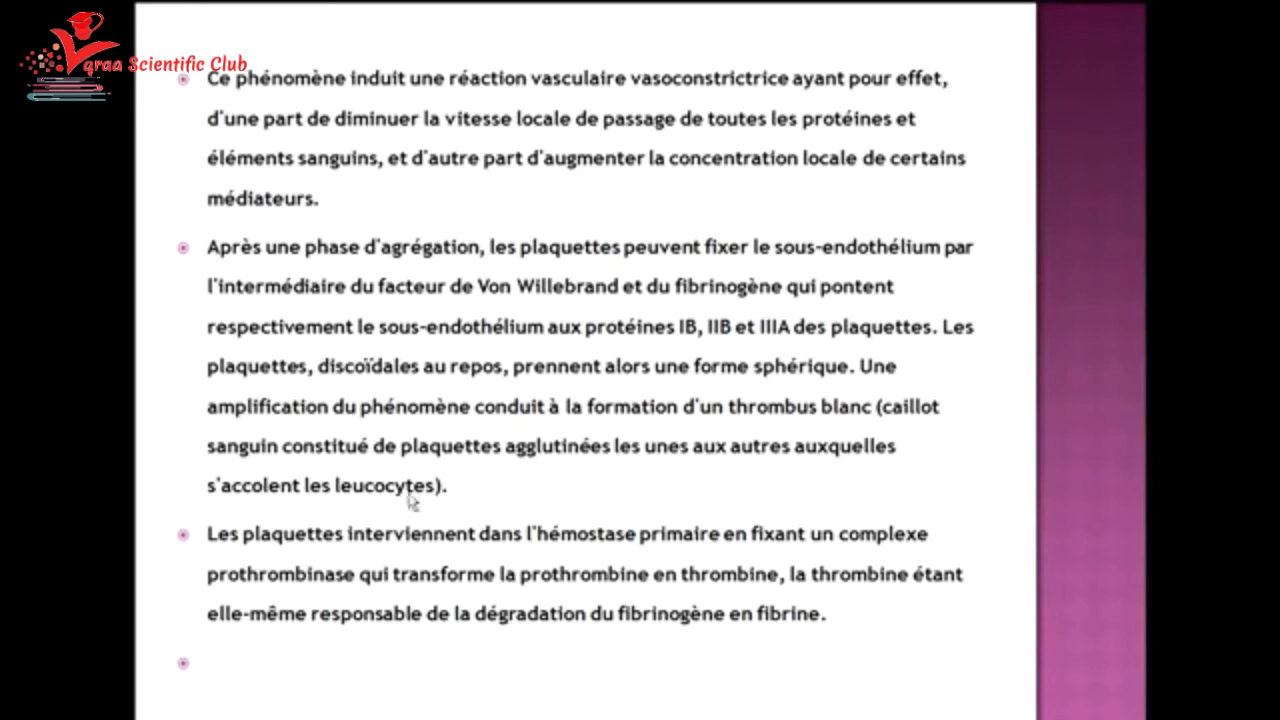 qraa Scientific Club
Ce phénomène induit une réaction vasculaire vasoconstrictrice ayant pour effet,
d'une part de diminuer la vitesse locale de passage de toutes les protéines et
éléments sanguins, et d'autre part d'augmenter la concentration locale de certains
médiateurs.
Après une phase d'agrégation, les plaquettes peuvent fixer le sous-endothélium par
l'intermédiaire du facteur de Von Willebrand et du fibrinogène qui pontent
respectivement le sous-endothélium aux protéines IB, IIB et IIIA des plaquettes. Les
plaquettes, discoïdales au repos, prennent alors une forme sphérique. Une
amplification du phénomène conduit à la formation d'un thrombus blanc (caillot
sanguin constitué de plaquettes agglutinées les unes aux autres auxquelles
s'accolent les leucocytes).
Les plaquettes interviennent dans l'hémostase primaire en fixant un complexe
prothrombinase qui transforme la prothrombine en thrombine, la thrombine étant
elle-même responsable de la dégradation du fibrinogène en fibrine.